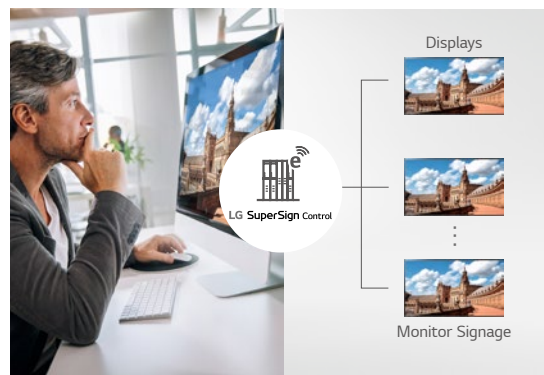 Displays
e
LG SuperSign Control
Monitor Signage